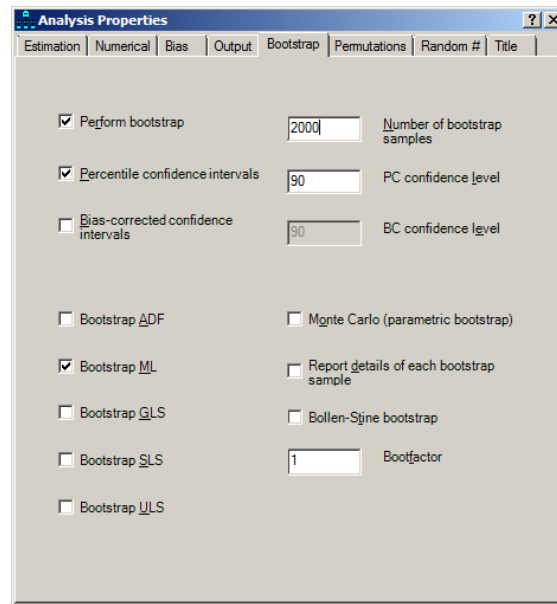 Analysis Properties
? X
Estimation Numerical Bias Output Bootstrap Permutations Random # Title
Perform bootstrap
2000
Number of bootstrap
samples
Percentile confidence intervals
90
PC confidence level
Bias-corrected confidence
intervals
90
BC confidence level
Bootstrap ADF
Monte Carlo (parametric bootstrap)
Bootstrap ML
Report details of each bootstrap
sample
Bootstrap GLS
Bollen-Stine bootstrap
Bootstrap SLS
1
Bootfactor
Bootstrap ULS